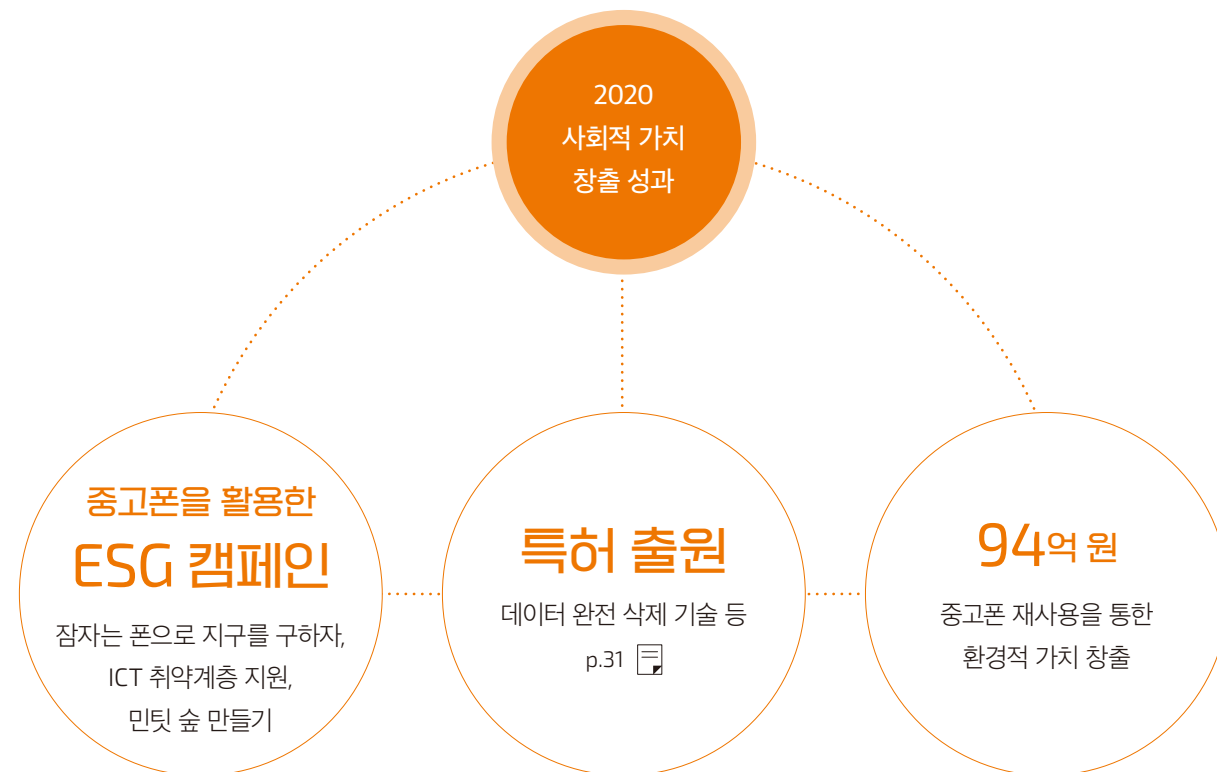 2020
사회적 가치
창출 성과
중고폰을 활용한
ESG 캠페인
잠자는 폰으로 지구를 구하자,
ICT 취약계층 지원,
민팃 숲 만들기
특허 출원
데이터 완전 삭제 기술 등
p.31
94억 원
중고폰 재사용을 통한
환경적 가치 창출